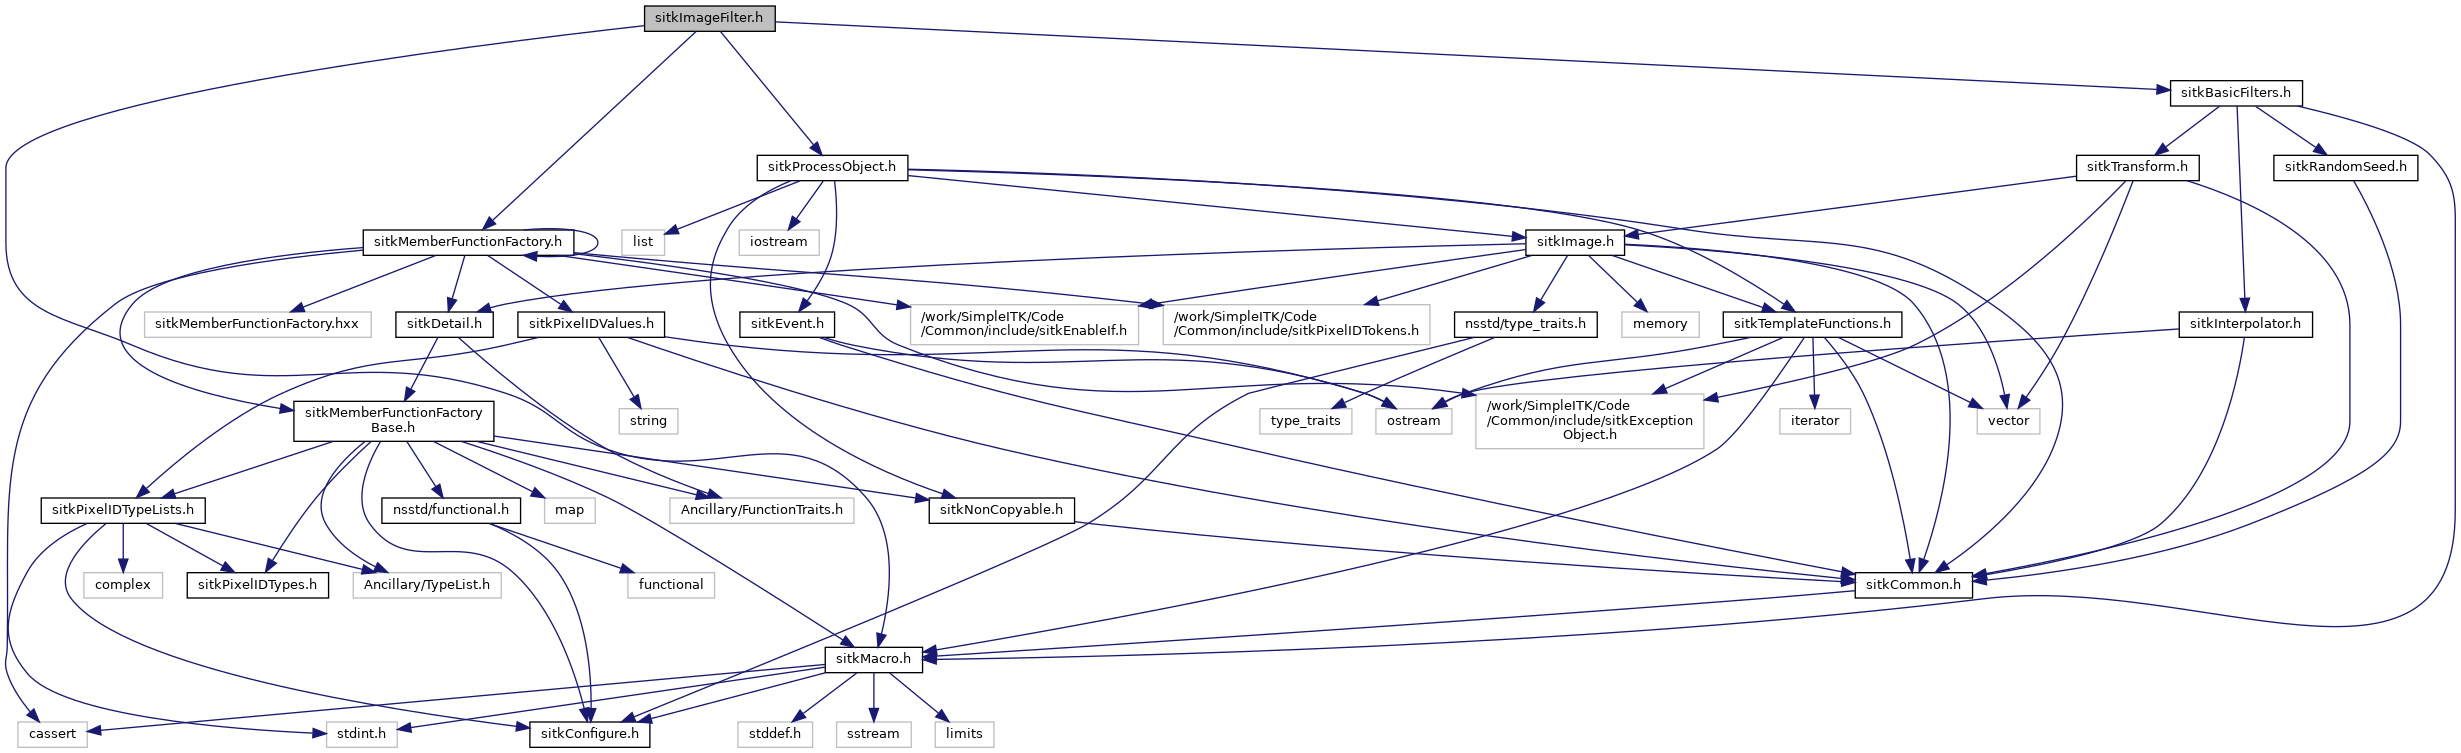 sitkImageFilter.h
sitkBasicFilters.h
sitkProcessObject.h
sitkTransform.h
sitkRandomSeed.h
sitkMemberFunctionFactory.h
list
iostream
sitkImage.h
sitkMemberFunctionFactory.hxx
sitkDetail.h
sitkPixelIDValues.h
sitkEvent.h
/work/SimpleITK/Code
/Common/include/sitkEnableIf.h
/work/SimpleITK/Code
/Common/include/sitkPixelIDTokens.h
nsstd/type_traits.h
memory
sitkTemplateFunctions.h
sitkInterpolator.h
sitkMemberFunctionFactory
Base.h
string
type_traits
ostream
/work/SimpleITK/Code
/Common/include/sitkException
Object.h
iterator
vector
sitkPixelIDTypeLists.h
nsstd/functional.h
map
Ancillary/FunctionTraits.h
sitkNonCopyable.h
complex
sitkPixelIDTypes.h
Ancillary/TypeList.h
functional
sitkCommon.h
sitkMacro.h
cassert
stdint.h
sitkConfigure.h
stddef.h
sstream
limits